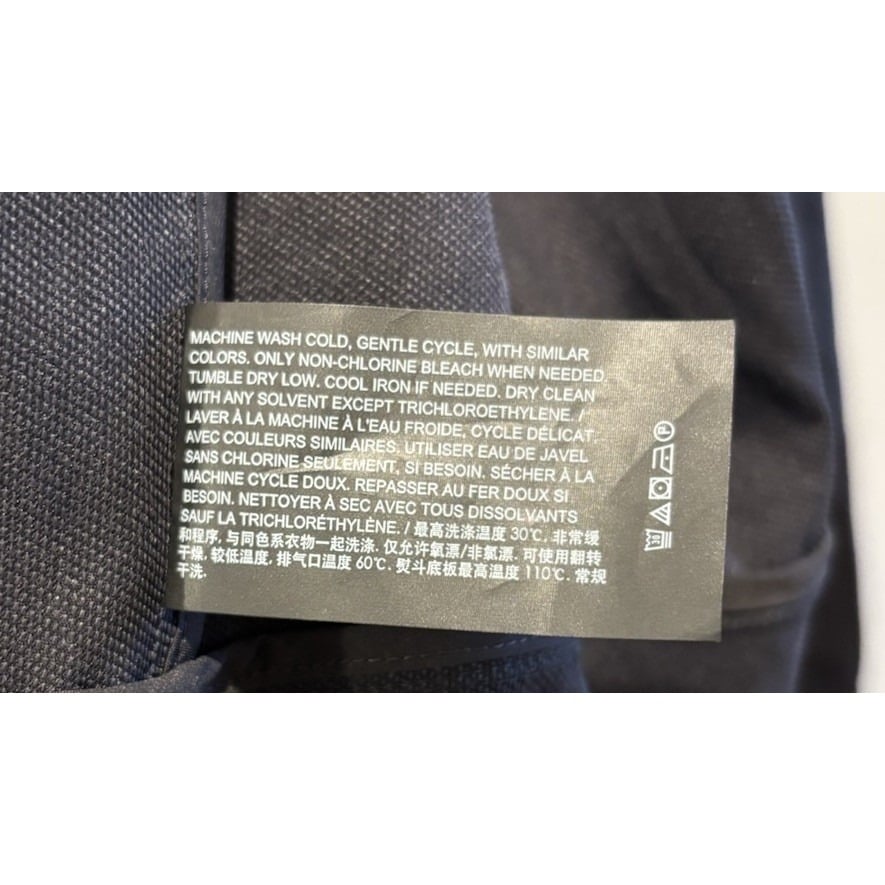 MACHINE WASH COLD, GENTLE CYCLE, WITH SIMILAR
COLORS. ONLY NON-CHLORINE BLEACH WHEN NEEDED.
TUMBLE DRY LOW. COOL IRON IF NEEDED. DRY CLEAN
WITH ANY SOLVENT EXCEPT TRICHLOROETHYLENE. /
LAVER À LA MACHINE À L'EAU FROIDE, CYCLE DÉLICAT,
AVEC COULEURS SIMILAIRES. UTILISER EAU DE JAVEL
SANS CHLORINE SEULEMENT, SI BESOIN. SÉCHER À LA
MACHINE CYCLE DOUX. REPASSER AU FER DOUX SI
BESOIN. NETTOYER À SEC AVEC TOUS DISSOLVANTS
SAUF LA TRICHLORÉTHYLÈNE. / 最高洗涤温度 30℃. 非常缓
和程序. 与同色系衣物一起洗涤. 仅允许氧漂/非氯漂. 可使用翻转
干燥. 较低温度, 排气口温度 60℃. 熨斗底板最高温度 110℃. 常规
干洗.
30
P